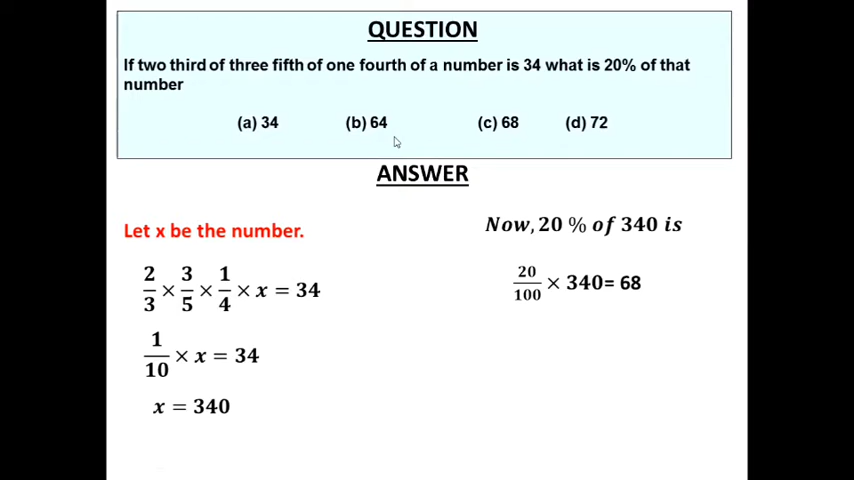 QUESTION
If two third of three fifth of one fourth of a number is 34 what is 20% of that
number
(a) 34 (b) 64 (c) 68 (d) 72
ANSWER
Let x be the number.
2/3 × 3/5 × 1/4 × x = 34
1/10 × x = 34
x = 340
Now, 20 % of 340 is
20/100 × 340= 68